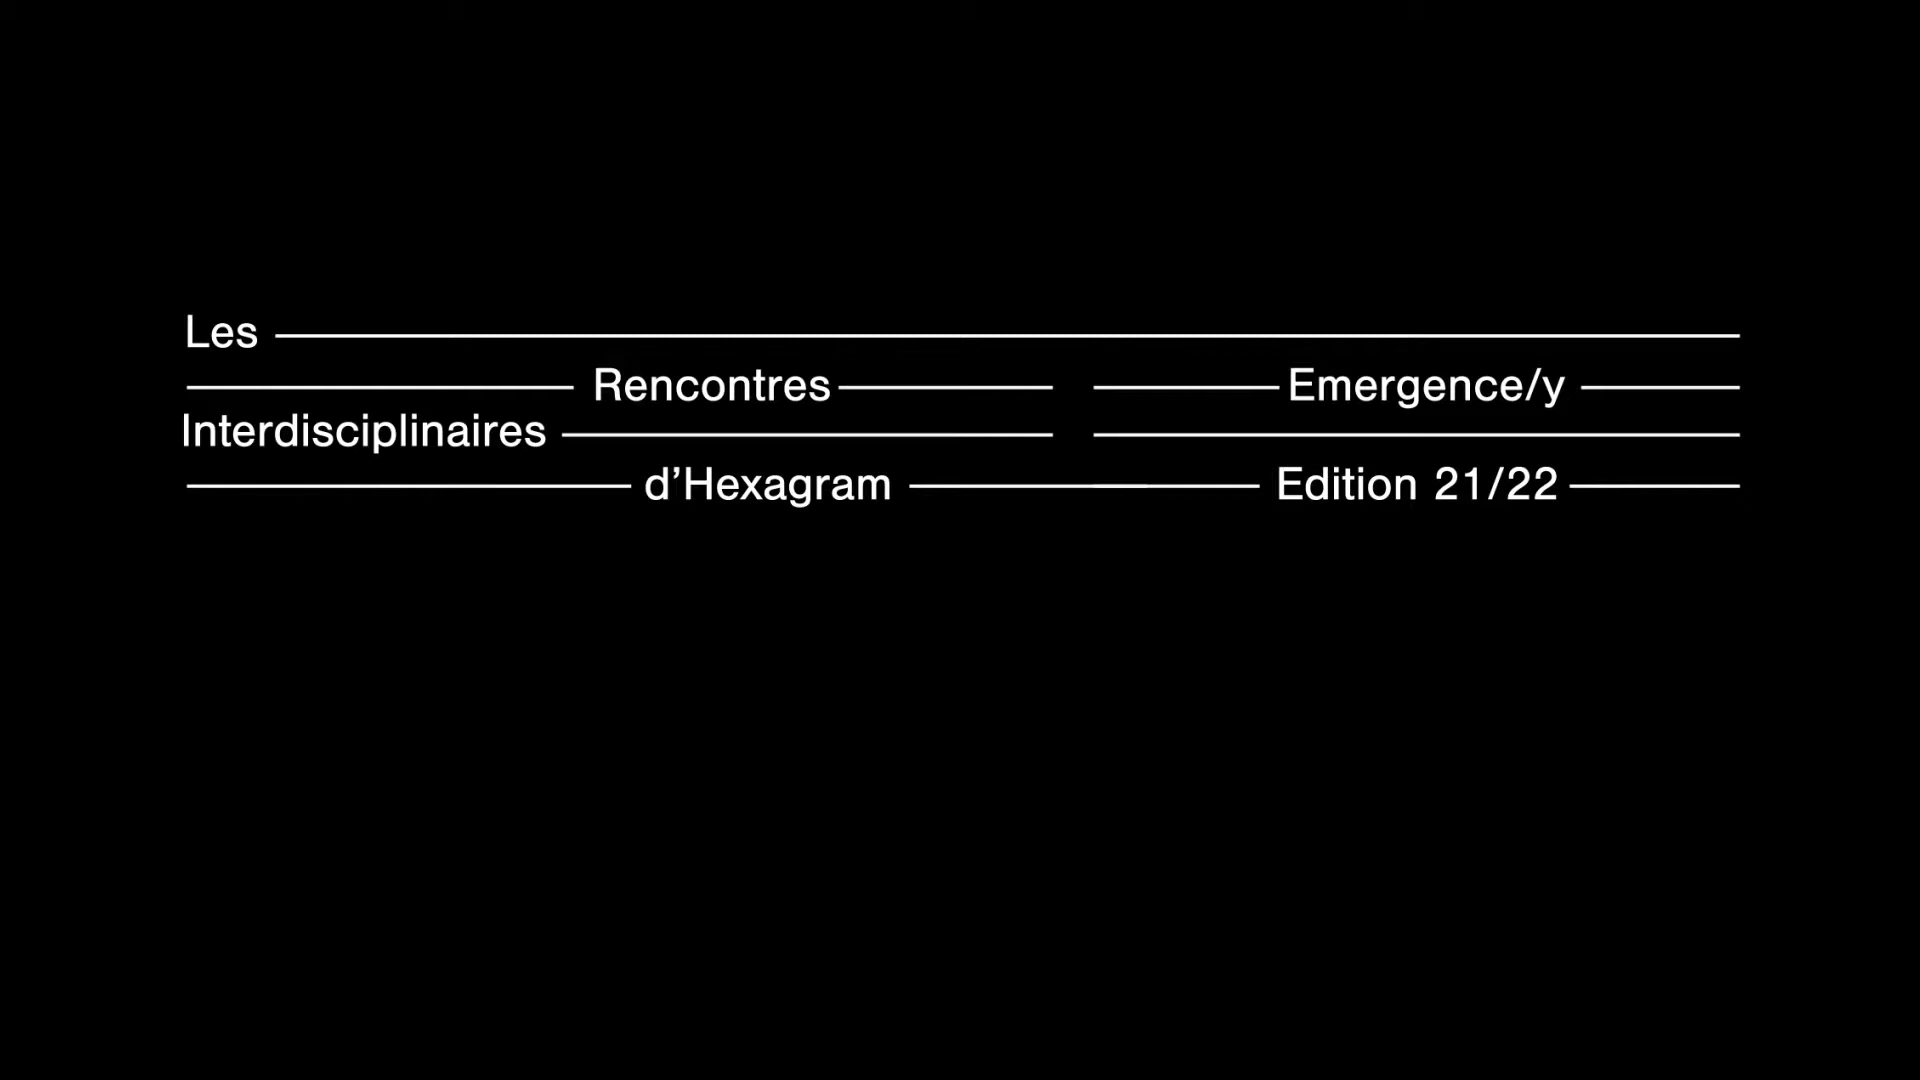 Les
Rencontres
Interdisciplinaires
d’Hexagram
Emergence/y
Edition 21/22